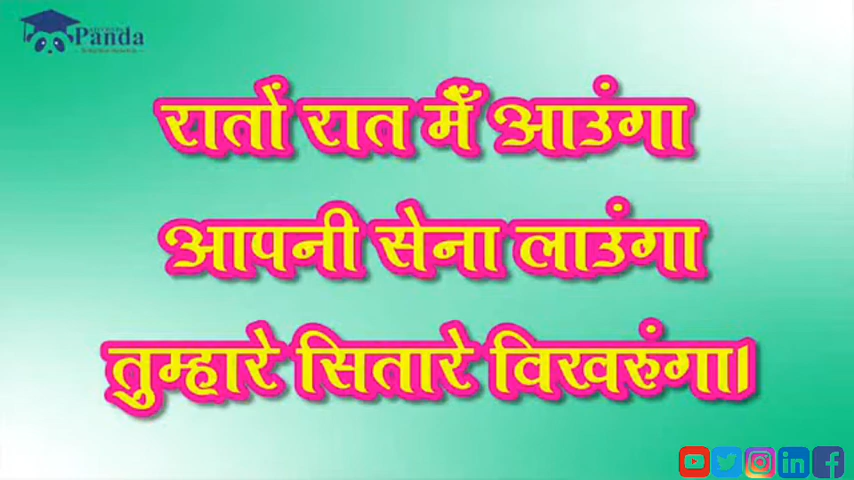 Panda
रातों रात मेँ आउंगा
आपनी सेना लाउंगा
तुम्हारे सितारे विखरुंगा।